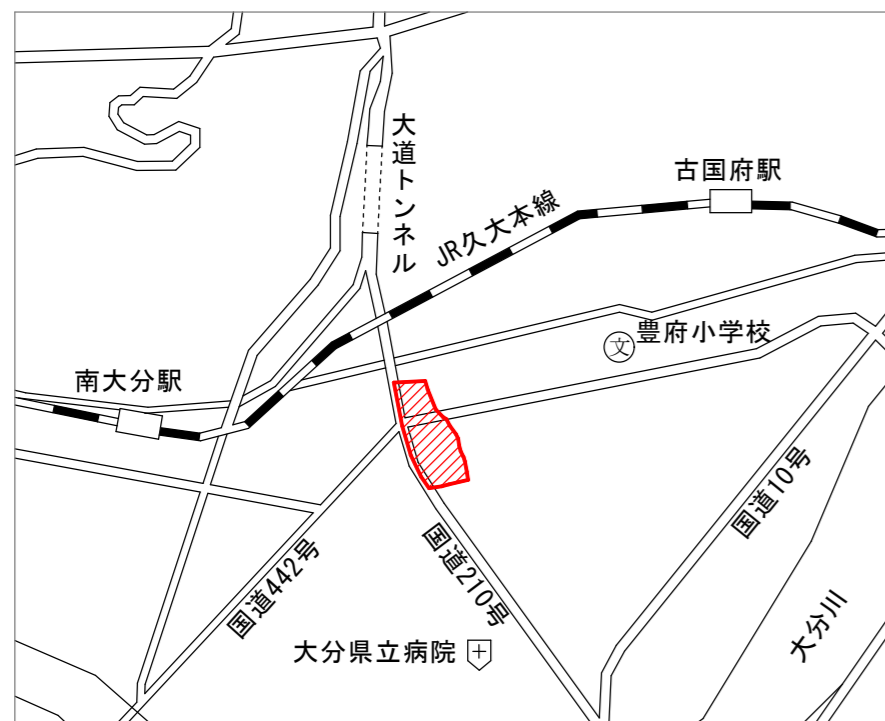 大道トンネル
古国府駅
JR久大本線
文
豊府小学校
南大分駅
国道10号
国道442号
国道210号
大分県立病院
大分川